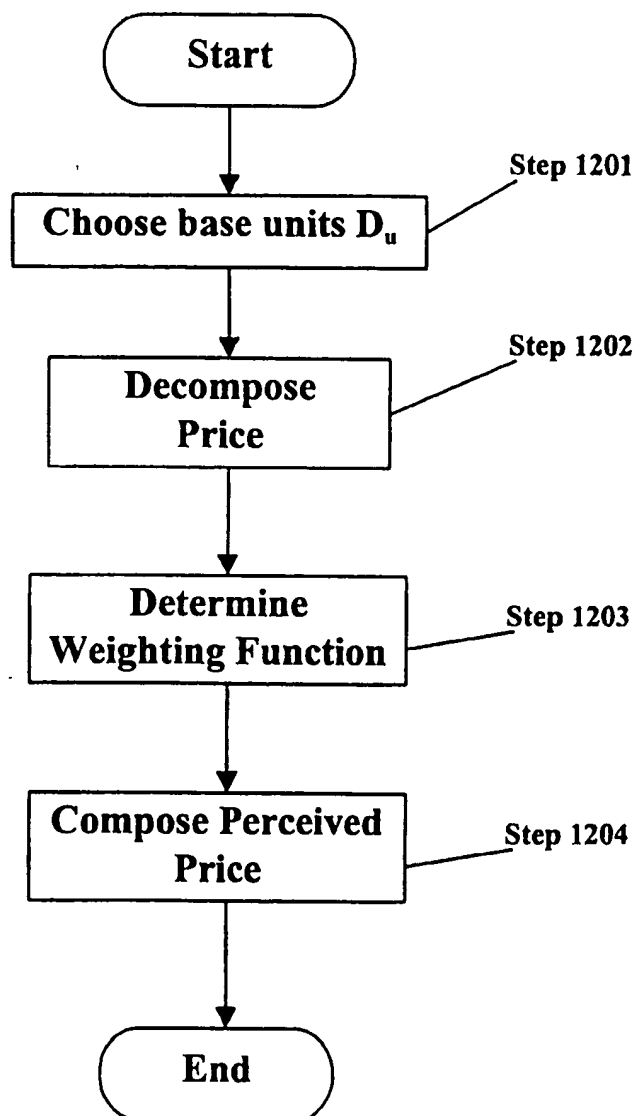 Start
Step 1201
Choose base units Dᵤ
Step 1202
Decompose
Price
Determine
Weighting Function
Step 1203
Compose Perceived
Price
Step 1204
End